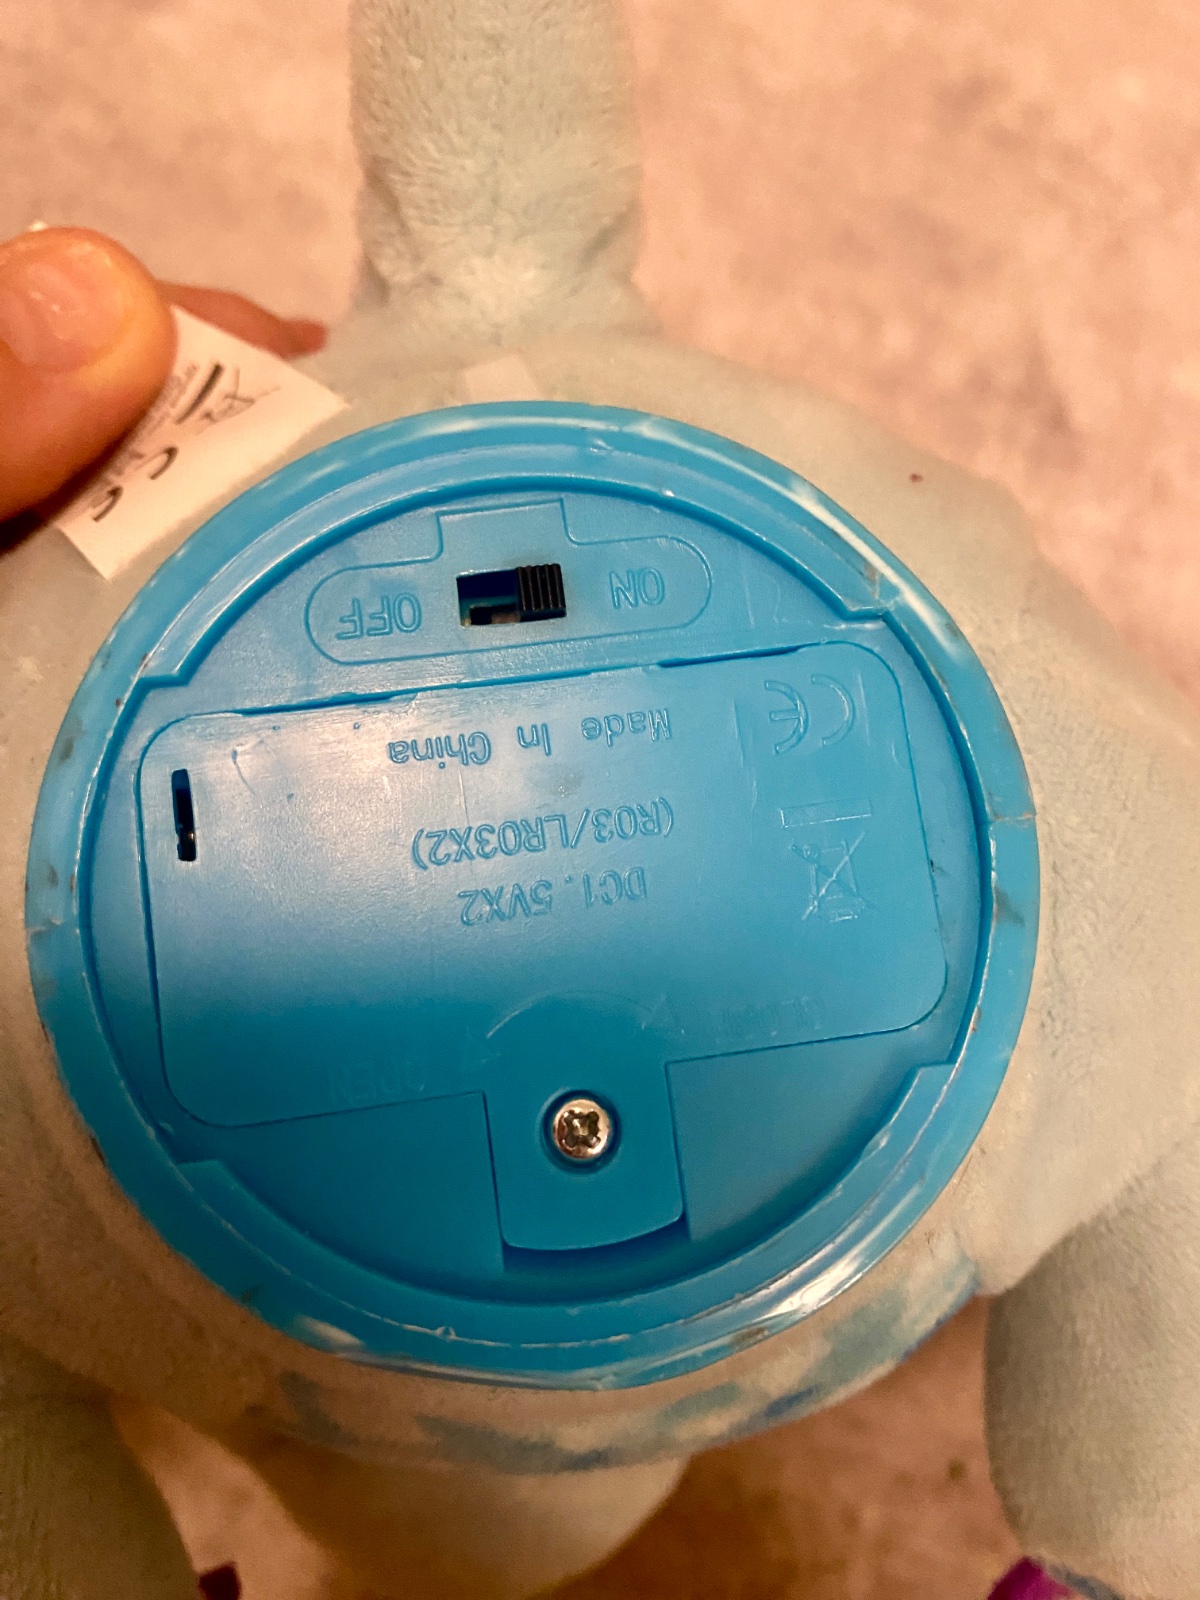 OPEN
DC1.5VX2
(R03/LR03X2)
Made In China
CE
ON OFF